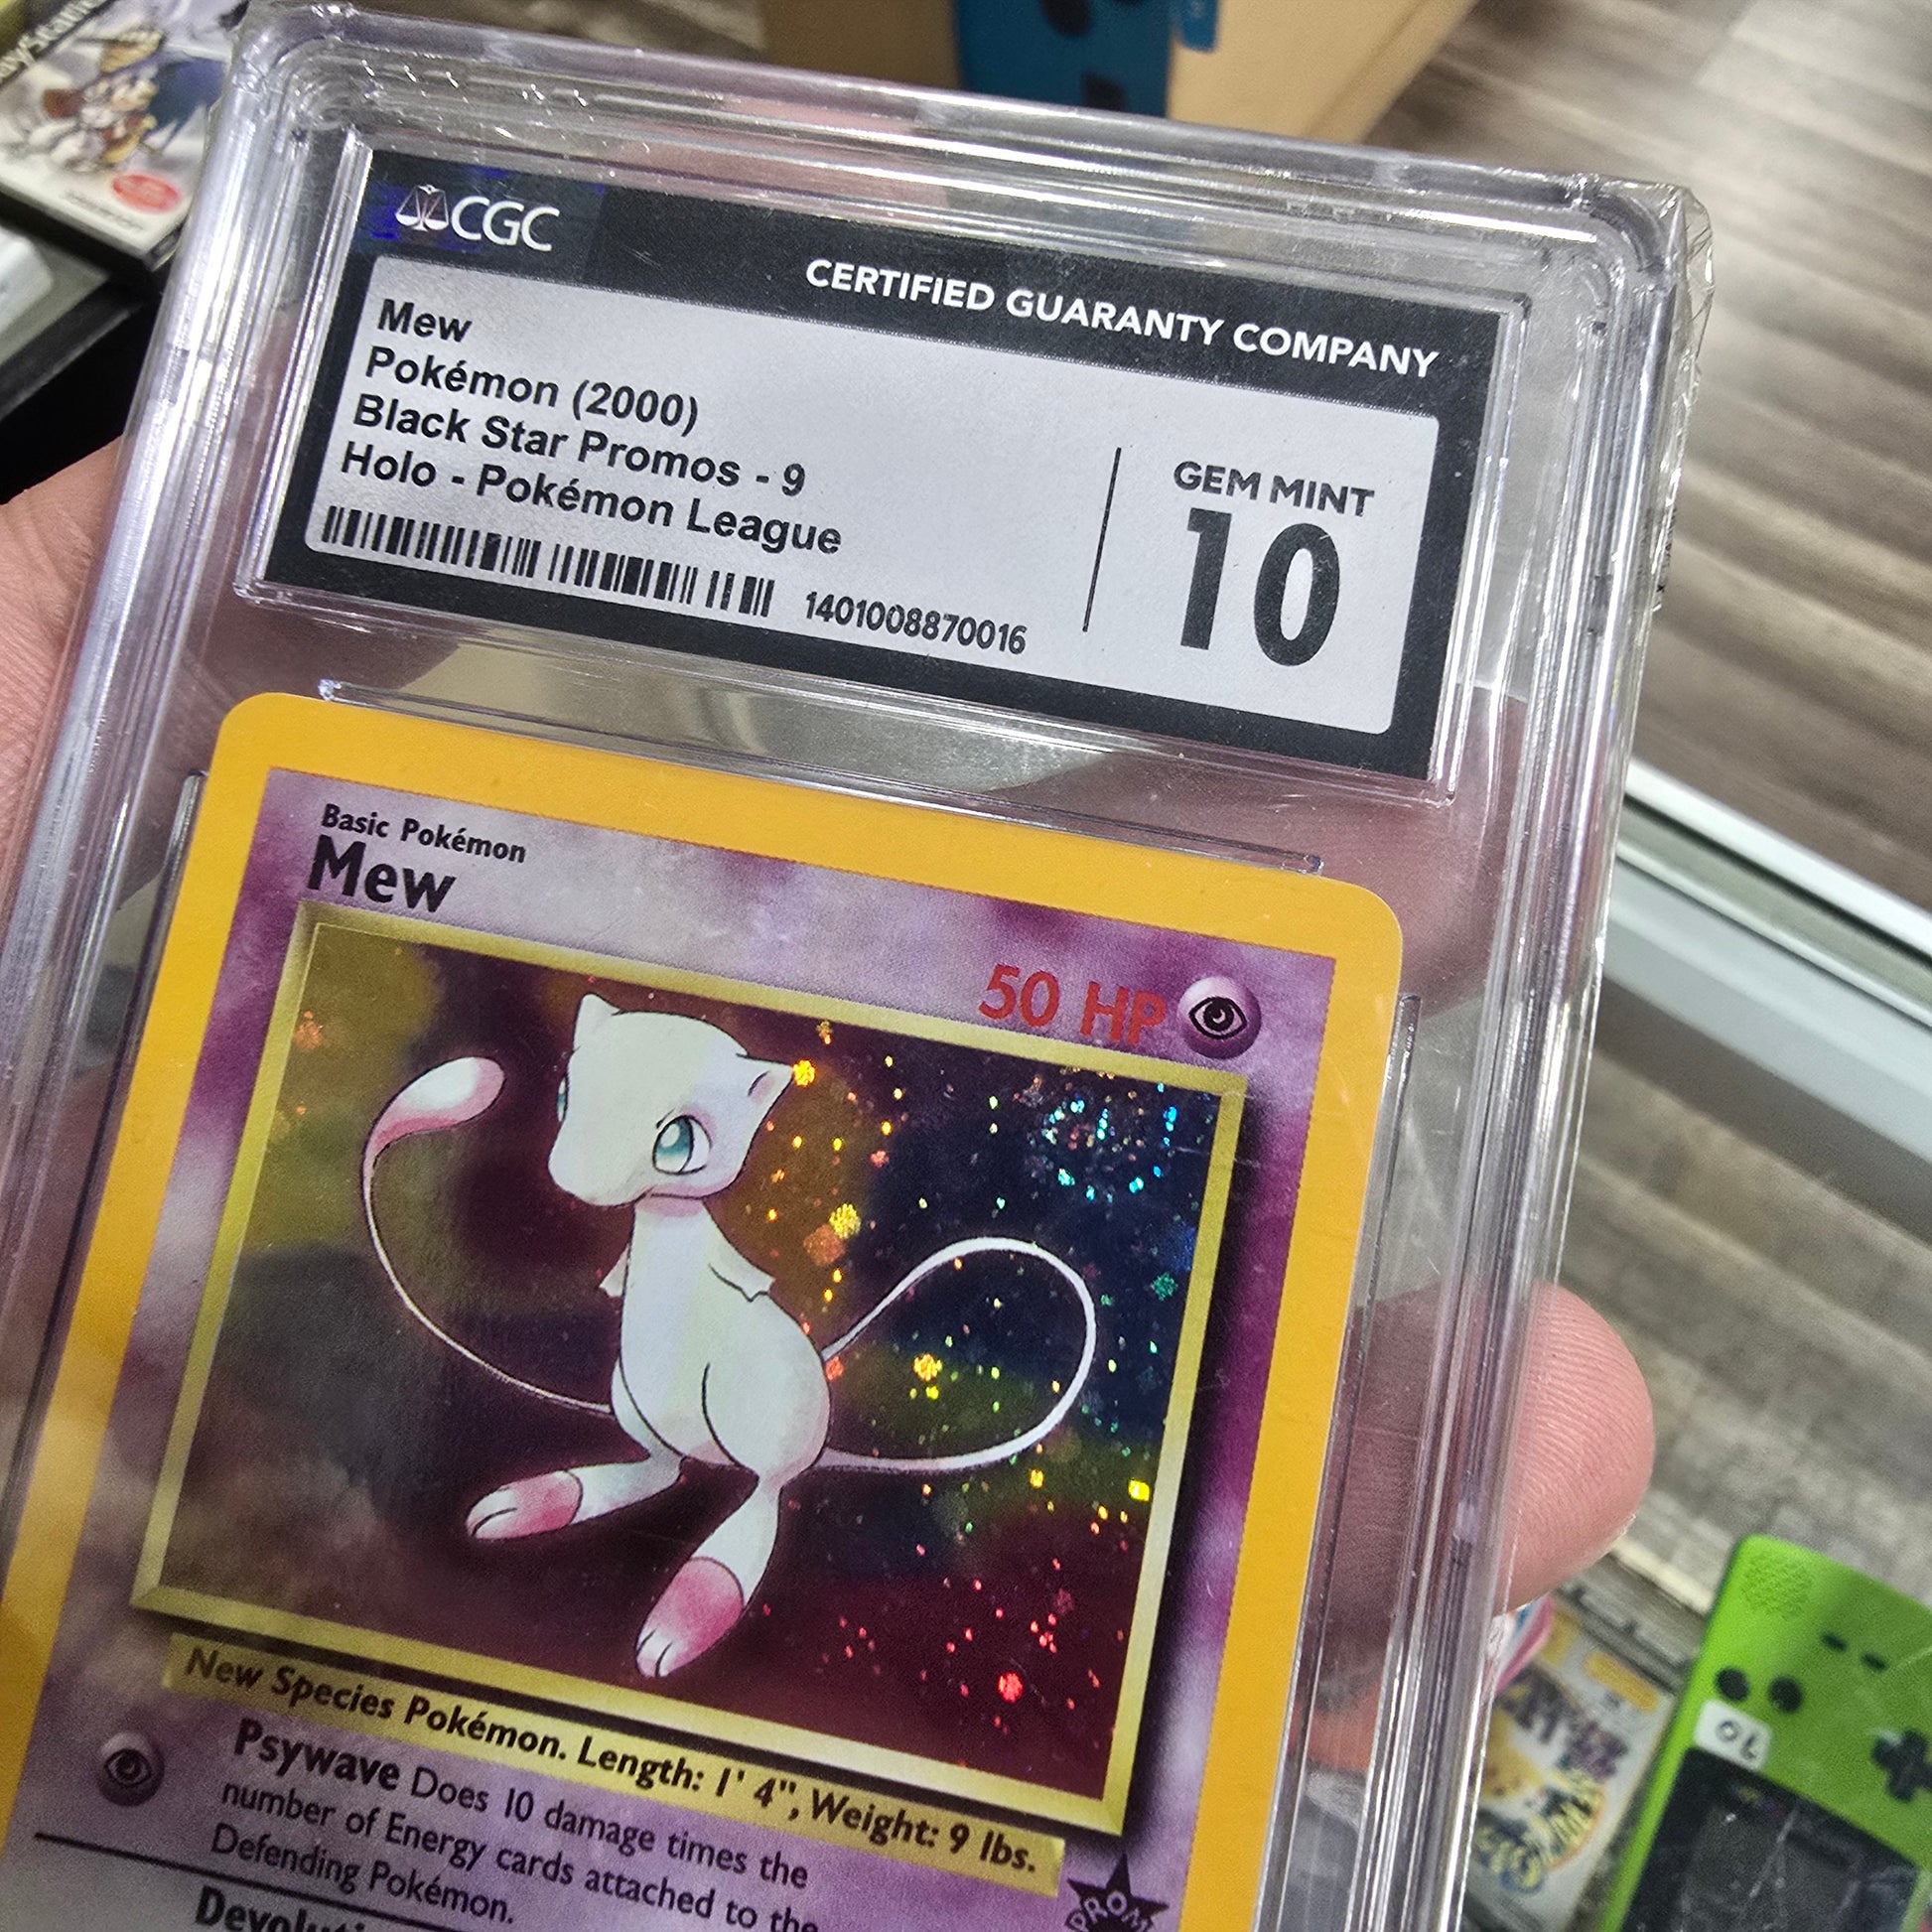 CGC
CERTIFIED GUARANTY COMPANY
Mew
Pokémon (2000)
Black Star Promos - 9
Holo - Pokémon League
1401008870016
GEM MINT
10
Basic Pokémon
Mew
50 HP
New Species Pokémon. Length: 1' 4", Weight: 9 lbs.
Psywave Does 10 damage times the
number of Energy cards attached to the
Defending Pokémon.
PROMO